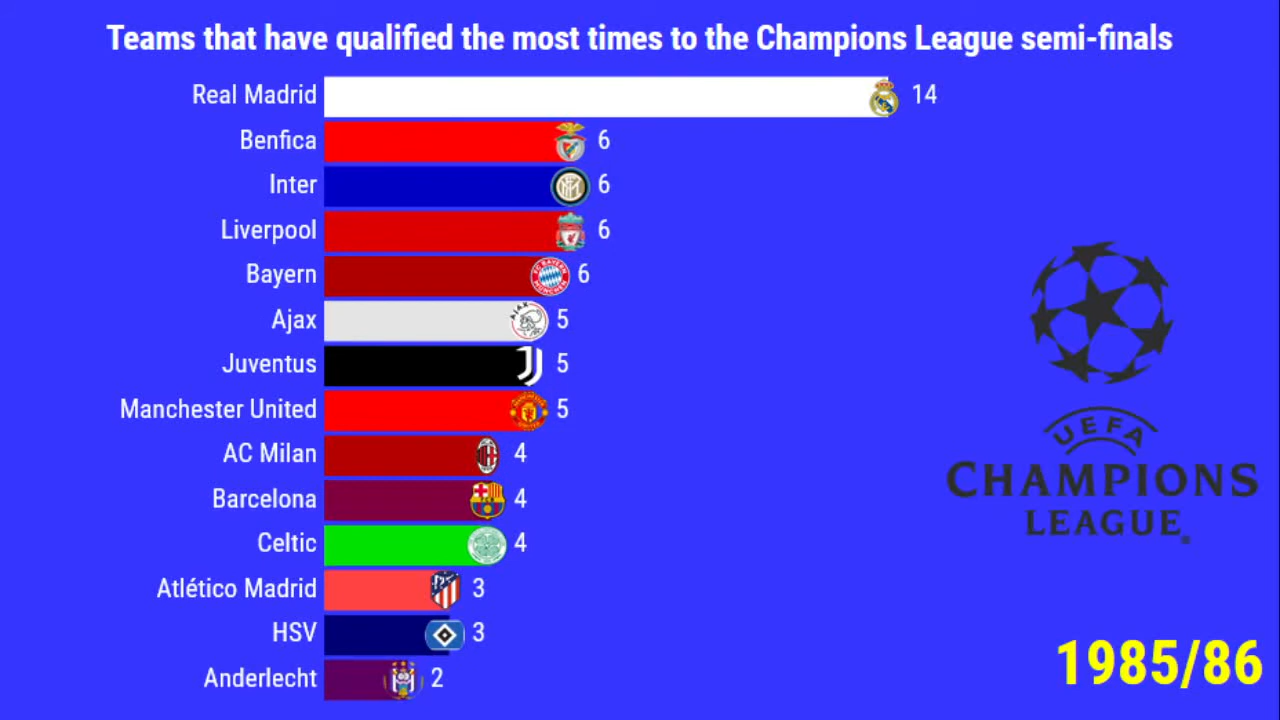 Teams that have qualified the most times to the Champions League semi-finals
Real Madrid 14
Benfica 6
Inter 6
Liverpool 6
Bayern 6
Ajax 5
Juventus 5
Manchester United 5
AC Milan 4
Barcelona 4
Celtic 4
Atlético Madrid 3
HSV 3
Anderlecht 2
UEFA
CHAMPIONS
LEAGUE
1985/86